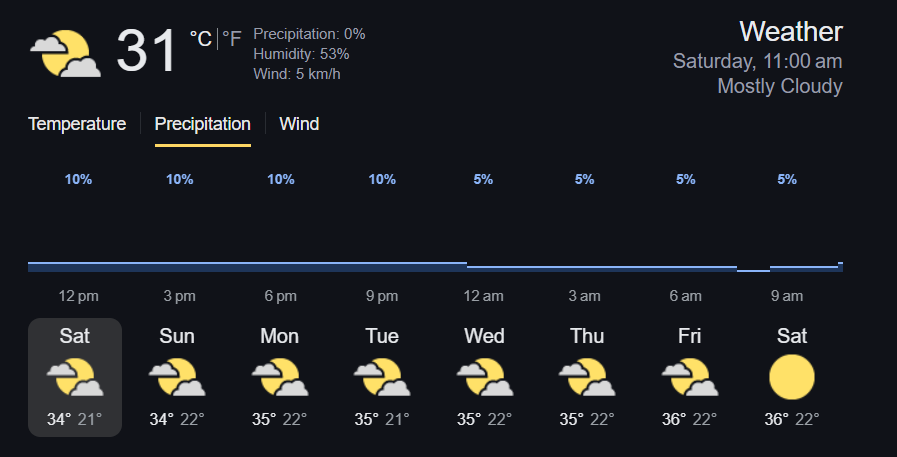 31 °C | °F
Precipitation: 0%
Humidity: 53%
Wind: 5 km/h
Weather
Saturday, 11:00 am
Mostly Cloudy
Temperature Precipitation Wind
10% 10% 10% 10% 5% 5% 5% 5%
12 pm 3 pm 6 pm 9 pm 12 am 3 am 6 am 9 am
Sat Sun Mon Tue Wed Thu Fri Sat
34° 21° 34° 22° 35° 22° 35° 21° 35° 22° 35° 22° 36° 22° 36° 22°